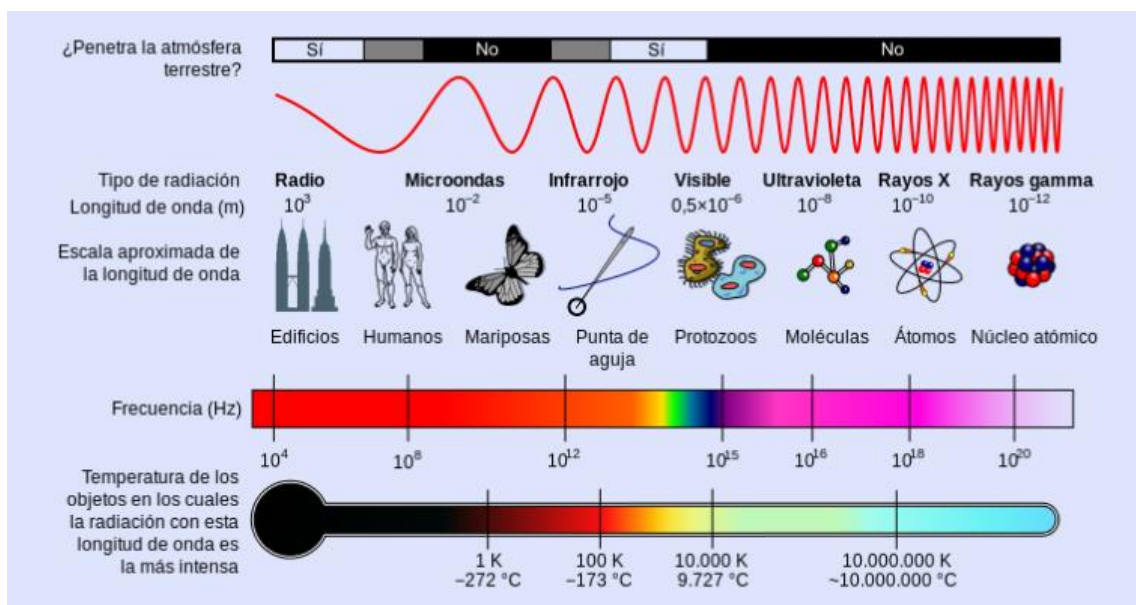 ¿Penetra la atmósfera
terrestre?
Sí No Sí No
Tipo de radiación Radio Microondas Infrarrojo Visible Ultravioleta Rayos X Rayos gamma
Longitud de onda (m) 10³ 10⁻² 10⁻⁵ 0,5×10⁻⁶ 10⁻⁸ 10⁻¹⁰ 10⁻¹²
Escala aproximada de
la longitud de onda
Edificios Humanos Mariposas Punta de aguja Protozoos Moléculas Átomos Núcleo atómico
Frecuencia (Hz)
10⁴ 10⁸ 10¹² 10¹⁵ 10¹⁶ 10¹⁸ 10²⁰
Temperatura de los
objetos en los cuales
la radiación con esta
longitud de onda es
la más intensa
1 K 100 K 10.000 K 10.000.000 K
−272 °C −173 °C 9.727 °C ~10.000.000 °C